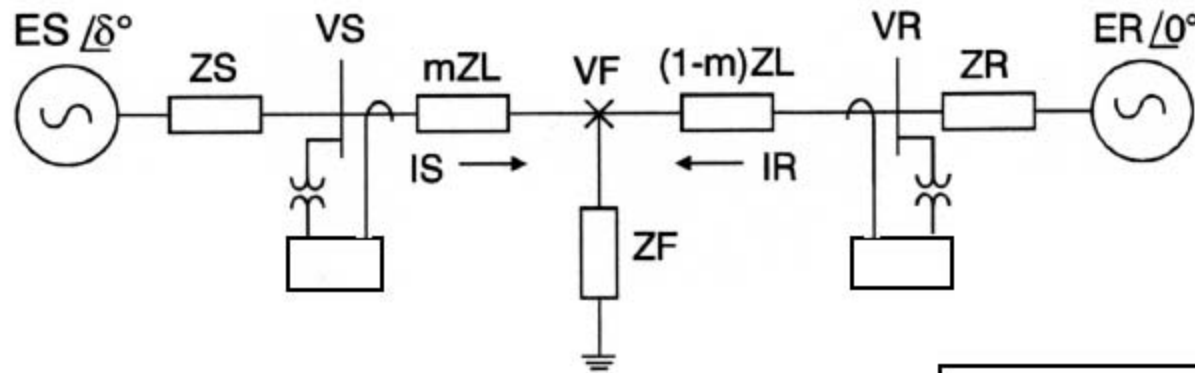 ES /δ°
VS
VR
ER /0°
ZS
mZL
VF
(1-m)ZL
ZR
IS
IR
ZF